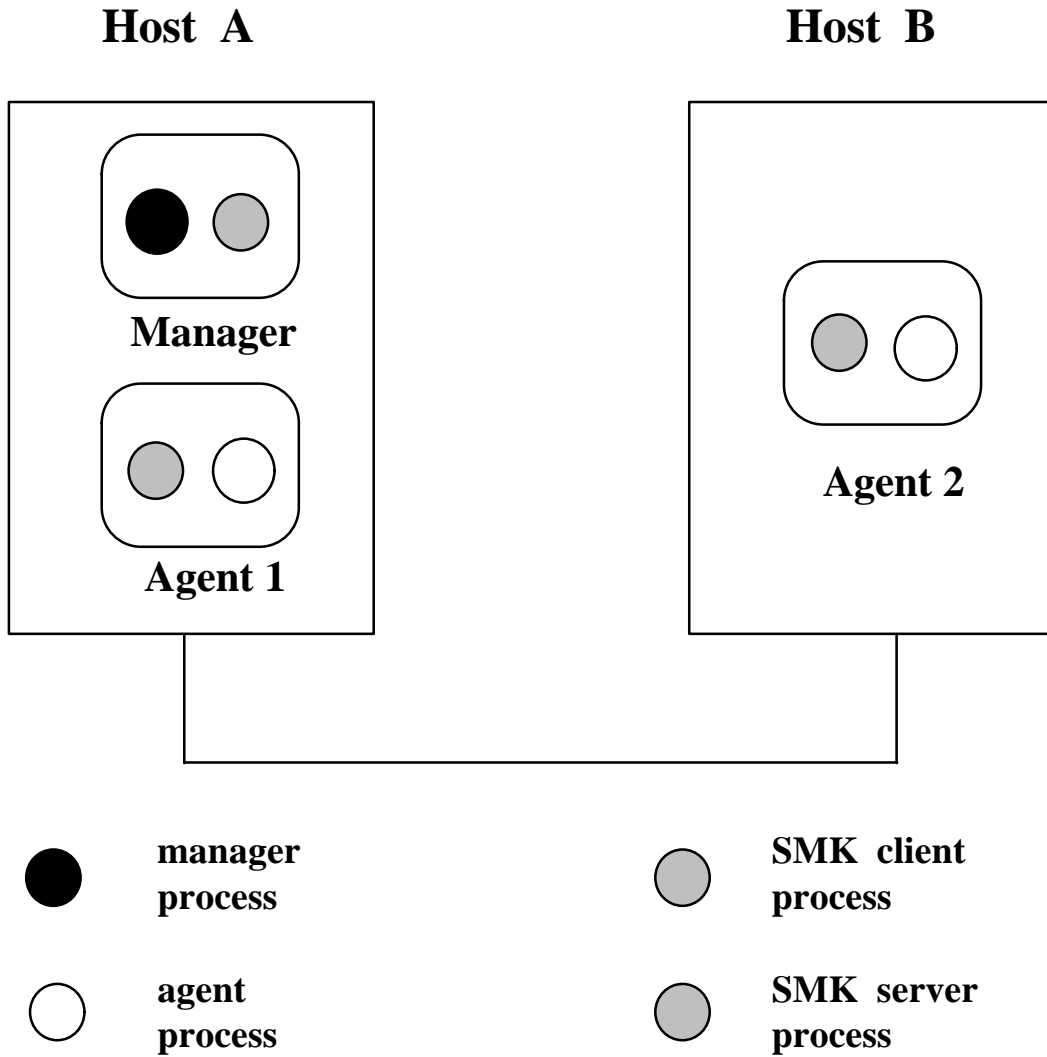 Host A
Host B
Manager
Agent 1
Agent 2
manager
process
SMK client
process
agent
process
SMK server
process